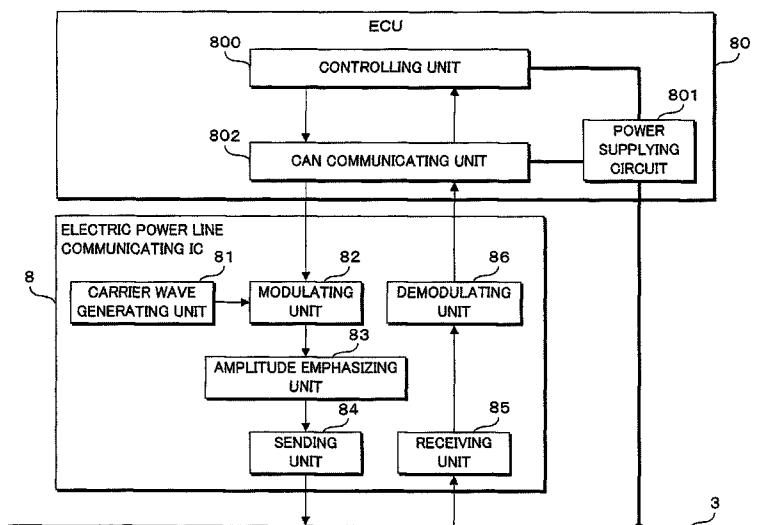 ECU
800
CONTROLLING UNIT
80
801
802
CAN COMMUNICATING UNIT
POWER
SUPPLYING
CIRCUIT
ELECTRIC POWER LINE
COMMUNICATING IC
8
81
CARRIER WAVE
GENERATING UNIT
82
MODULATING
UNIT
86
DEMODULATING
UNIT
83
AMPLITUDE EMPHASIZING
UNIT
84
SENDING
UNIT
85
RECEIVING
UNIT
3